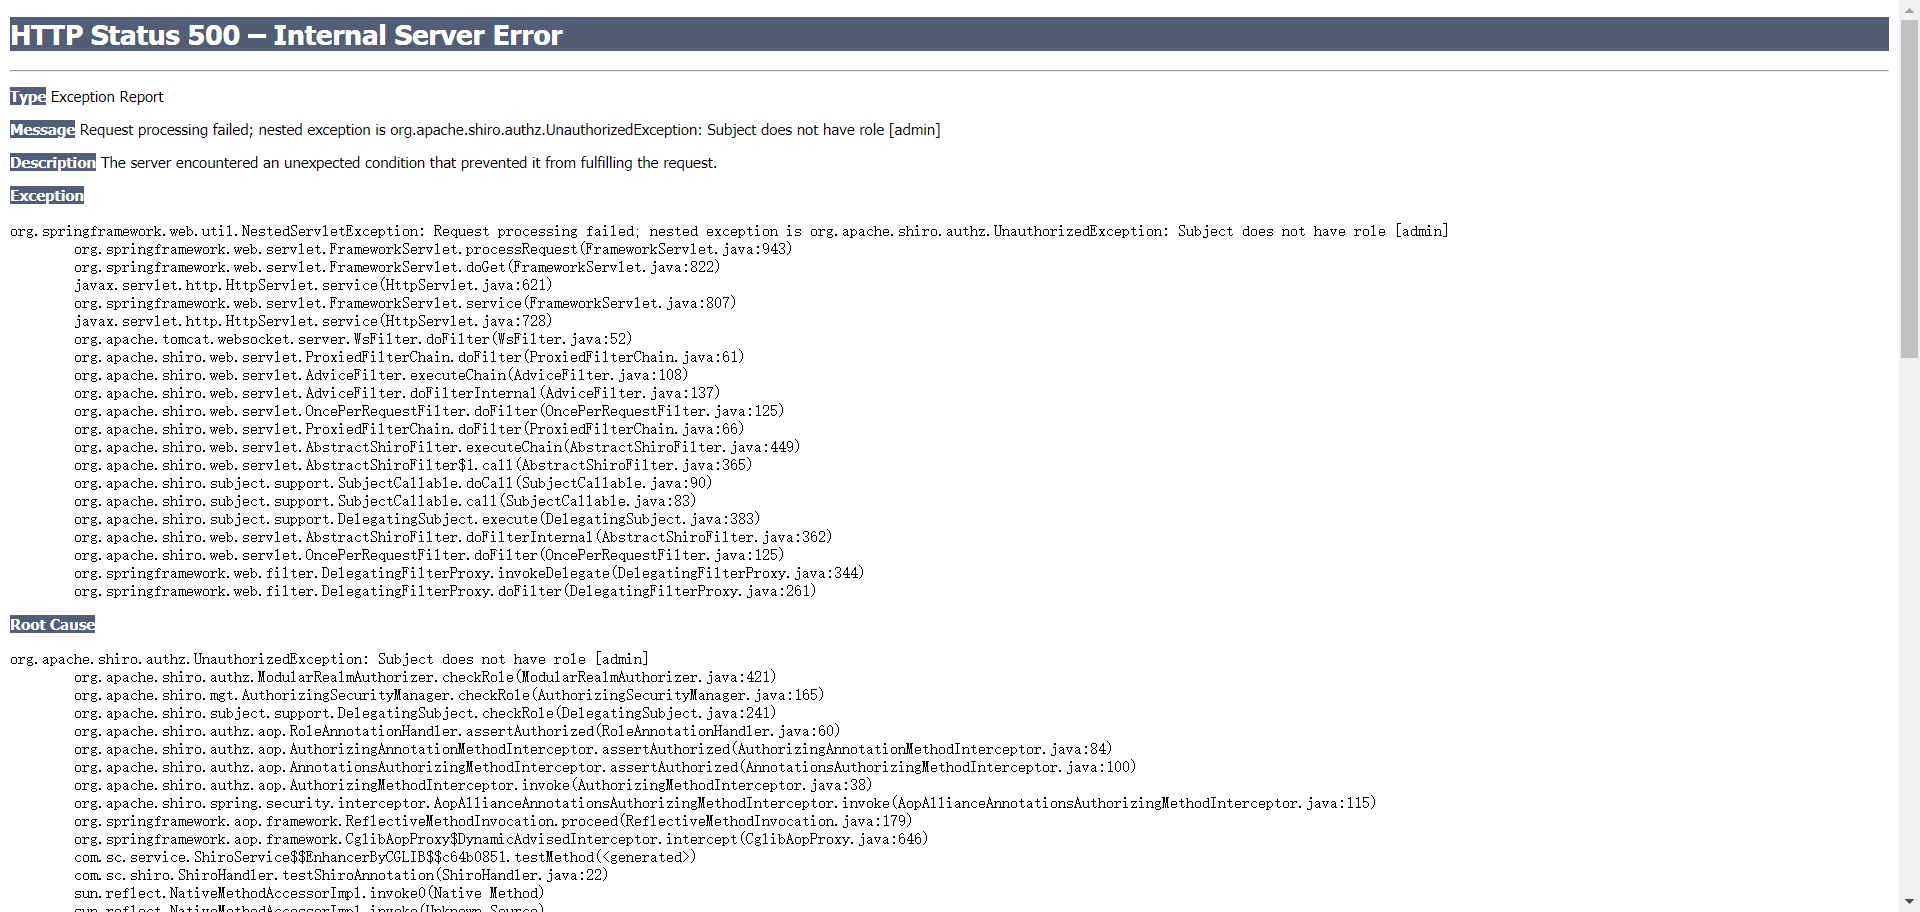 HTTP Status 500 – Internal Server Error
Type Exception Report
Message Request processing failed; nested exception is org.apache.shiro.authz.UnauthorizedException: Subject does not have role [admin]
Description The server encountered an unexpected condition that prevented it from fulfilling the request.
Exception
org.springframework.web.util.NestedServletException: Request processing failed; nested exception is org.apache.shiro.authz.UnauthorizedException: Subject does not have role [admin]
org.springframework.web.servlet.FrameworkServlet.processRequest(FrameworkServlet.java:943)
org.springframework.web.servlet.FrameworkServlet.doGet(FrameworkServlet.java:822)
javax.servlet.http.HttpServlet.service(HttpServlet.java:621)
org.springframework.web.servlet.FrameworkServlet.service(FrameworkServlet.java:807)
javax.servlet.http.HttpServlet.service(HttpServlet.java:728)
org.apache.tomcat.websocket.server.WsFilter.doFilter(WsFilter.java:52)
org.apache.shiro.web.servlet.ProxiedFilterChain.doFilter(ProxiedFilterChain.java:61)
org.apache.shiro.web.servlet.AdviceFilter.executeChain(AdviceFilter.java:108)
org.apache.shiro.web.servlet.AdviceFilter.doFilterInternal(AdviceFilter.java:137)
org.apache.shiro.web.servlet.OncePerRequestFilter.doFilter(OncePerRequestFilter.java:125)
org.apache.shiro.web.servlet.ProxiedFilterChain.doFilter(ProxiedFilterChain.java:66)
org.apache.shiro.web.servlet.AbstractShiroFilter.executeChain(AbstractShiroFilter.java:449)
org.apache.shiro.web.servlet.AbstractShiroFilter$1.call(AbstractShiroFilter.java:365)
org.apache.shiro.subject.support.SubjectCallable.doCall(SubjectCallable.java:90)
org.apache.shiro.subject.support.SubjectCallable.call(SubjectCallable.java:83)
org.apache.shiro.subject.support.DelegatingSubject.execute(DelegatingSubject.java:383)
org.apache.shiro.web.servlet.AbstractShiroFilter.doFilterInternal(AbstractShiroFilter.java:362)
org.apache.shiro.web.servlet.OncePerRequestFilter.doFilter(OncePerRequestFilter.java:125)
org.springframework.web.filter.DelegatingFilterProxy.invokeDelegate(DelegatingFilterProxy.java:344)
org.springframework.web.filter.DelegatingFilterProxy.doFilter(DelegatingFilterProxy.java:261)
Root Cause
org.apache.shiro.authz.UnauthorizedException: Subject does not have role [admin]
org.apache.shiro.authz.ModularRealmAuthorizer.checkRole(ModularRealmAuthorizer.java:421)
org.apache.shiro.mgt.AuthorizingSecurityManager.checkRole(AuthorizingSecurityManager.java:165)
org.apache.shiro.subject.support.DelegatingSubject.checkRole(DelegatingSubject.java:241)
org.apache.shiro.authz.aop.RoleAnnotationHandler.assertAuthorized(RoleAnnotationHandler.java:60)
org.apache.shiro.authz.aop.AuthorizingAnnotationMethodInterceptor.assertAuthorized(AuthorizingAnnotationMethodInterceptor.java:84)
org.apache.shiro.authz.aop.AnnotationsAuthorizingMethodInterceptor.assertAuthorized(AnnotationsAuthorizingMethodInterceptor.java:100)
org.apache.shiro.authz.aop.AuthorizingMethodInterceptor.invoke(AuthorizingMethodInterceptor.java:38)
org.apache.shiro.spring.security.interceptor.AopAllianceAnnotationsAuthorizingMethodInterceptor.invoke(AopAllianceAnnotationsAuthorizingMethodInterceptor.java:115)
org.springframework.aop.framework.ReflectiveMethodInvocation.proceed(ReflectiveMethodInvocation.java:179)
org.springframework.aop.framework.CglibAopProxy$DynamicAdvisedInterceptor.intercept(CglibAopProxy.java:646)
com.sc.service.ShiroService$$EnhancerByCGLIB$$c64b0851.testMethod(<generated>)
com.sc.shiro.ShiroHandler.testShiroAnnotation(ShiroHandler.java:22)
sun.reflect.NativeMethodAccessorImpl.invoke0(Native Method)
sun.reflect.NativeMethodAccessorImpl.invoke(Unknown Source)